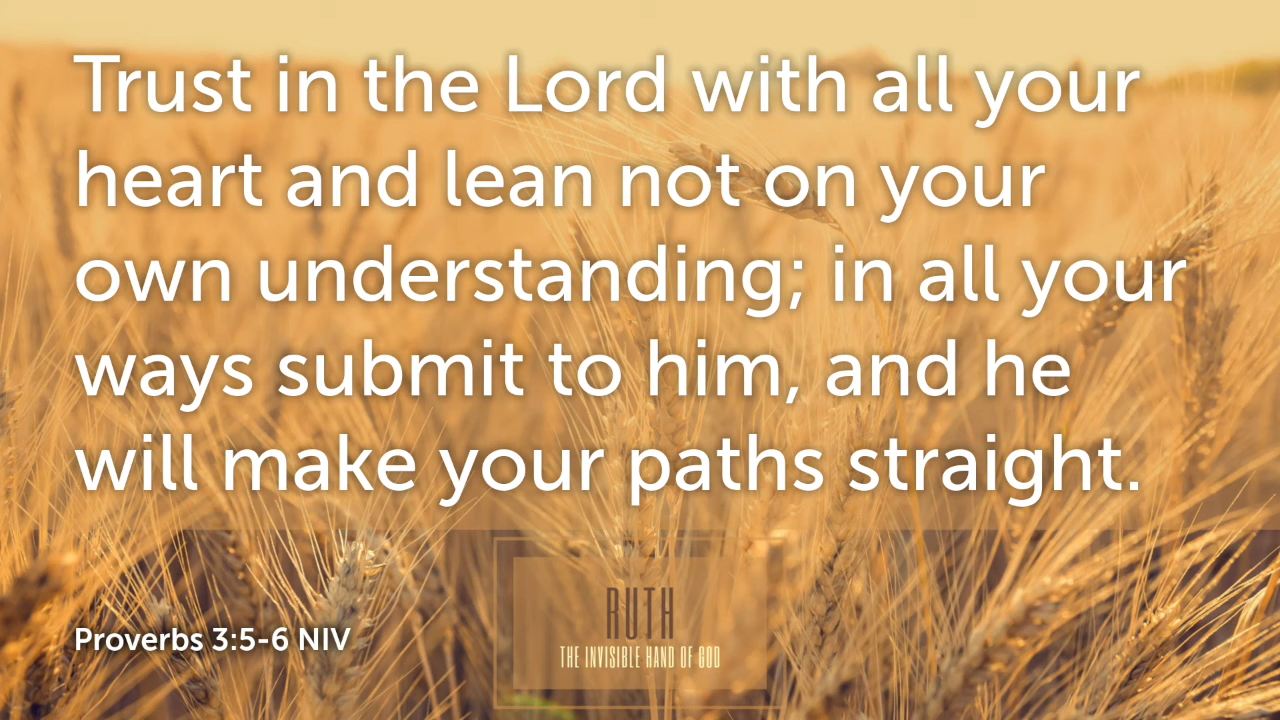 Trust in the Lord with all your
heart and lean not on your
own understanding; in all your
ways submit to him, and he
will make your paths straight.
Proverbs 3:5-6 NIV
RUTH
THE INVISIBLE HAND OF GOD